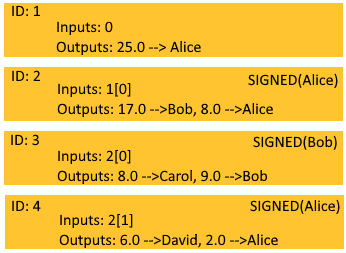 ID: 1
Inputs: 0
Outputs: 25.0 --> Alice
ID: 2
SIGNED(Alice)
Inputs: 1[0]
Outputs: 17.0 -->Bob, 8.0 -->Alice
ID: 3
SIGNED(Bob)
Inputs: 2[0]
Outputs: 8.0 -->Carol, 9.0 -->Bob
ID: 4
SIGNED(Alice)
Inputs: 2[1]
Outputs: 6.0 -->David, 2.0 -->Alice